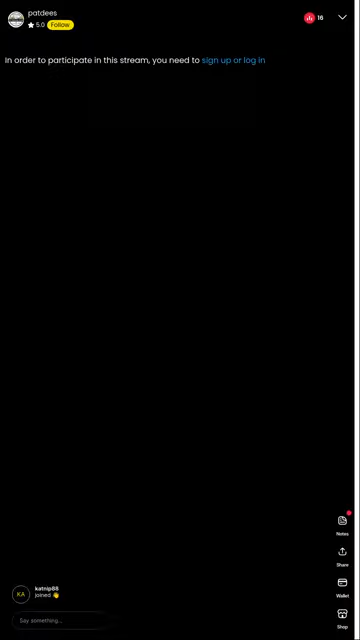 patdees
5.0 Follow
16
In order to participate in this stream, you need to sign up or log in
Notes
Share
Wallet
Shop
KA
katnip88
joined 👋
Say something...